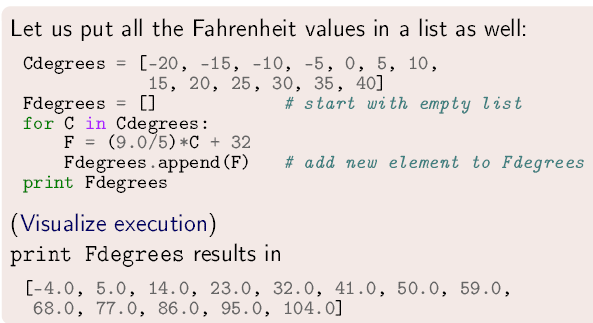 Let us put all the Fahrenheit values in a list as well:
Cdegrees = [-20, -15, -10, -5, 0, 5, 10,
            15, 20, 25, 30, 35, 40]
Fdegrees = []            # start with empty list
for C in Cdegrees:
    F = (9.0/5)*C + 32
    Fdegrees.append(F)   # add new element to Fdegrees
print Fdegrees
(Visualize execution)
print Fdegrees results in
[-4.0, 5.0, 14.0, 23.0, 32.0, 41.0, 50.0, 59.0,
 68.0, 77.0, 86.0, 95.0, 104.0]